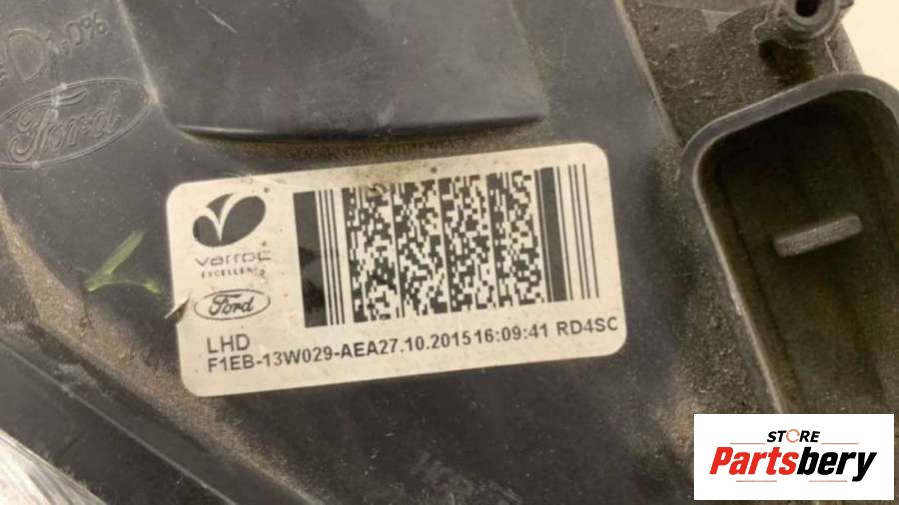 Ford
varroc
EXCELLENCE
Ford
LHD
F1EB-13W029-AEA27.10.2015 16:09:41 RD4SC
STORE
Partsbery